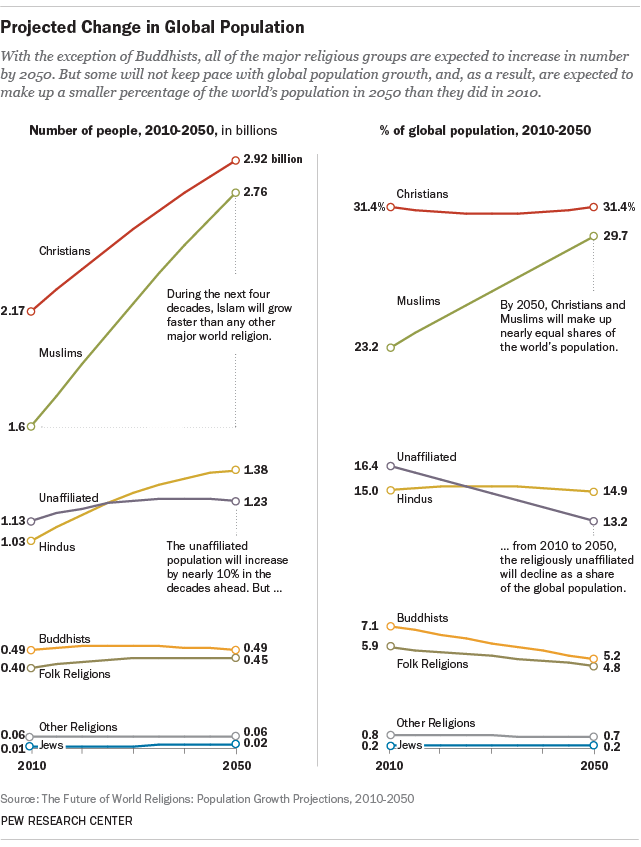 Projected Change in Global Population
With the exception of Buddhists, all of the major religious groups are expected to increase in number
by 2050. But some will not keep pace with global population growth, and, as a result, are expected to
make up a smaller percentage of the world's population in 2050 than they did in 2010.
Number of people, 2010-2050, in billions
2.92 billion
2.76
Christians
2.17
During the next four
decades, Islam will grow
faster than any other
major world religion.
Muslims
1.6
1.38
Unaffiliated
1.23
1.13
1.03
Hindus
The unaffiliated
population will increase
by nearly 10% in the
decades ahead. But ...
Buddhists
0.49
0.49
0.45
0.40
Folk Religions
Other Religions
0.06
0.06
0.01
Jews
0.02
2010
2050
% of global population, 2010-2050
Christians
31.4%
31.4%
29.7
Muslims
By 2050, Christians and
Muslims will make up
nearly equal shares of
the world's population.
23.2
Unaffiliated
16.4
15.0
Hindus
14.9
13.2
... from 2010 to 2050,
the religiously unaffiliated
will decline as a share
of the global population.
Buddhists
7.1
5.9
5.2
4.8
Folk Religions
Other Religions
0.8
0.7
0.2
Jews
0.2
2010
2050
Source: The Future of World Religions: Population Growth Projections, 2010-2050
PEW RESEARCH CENTER